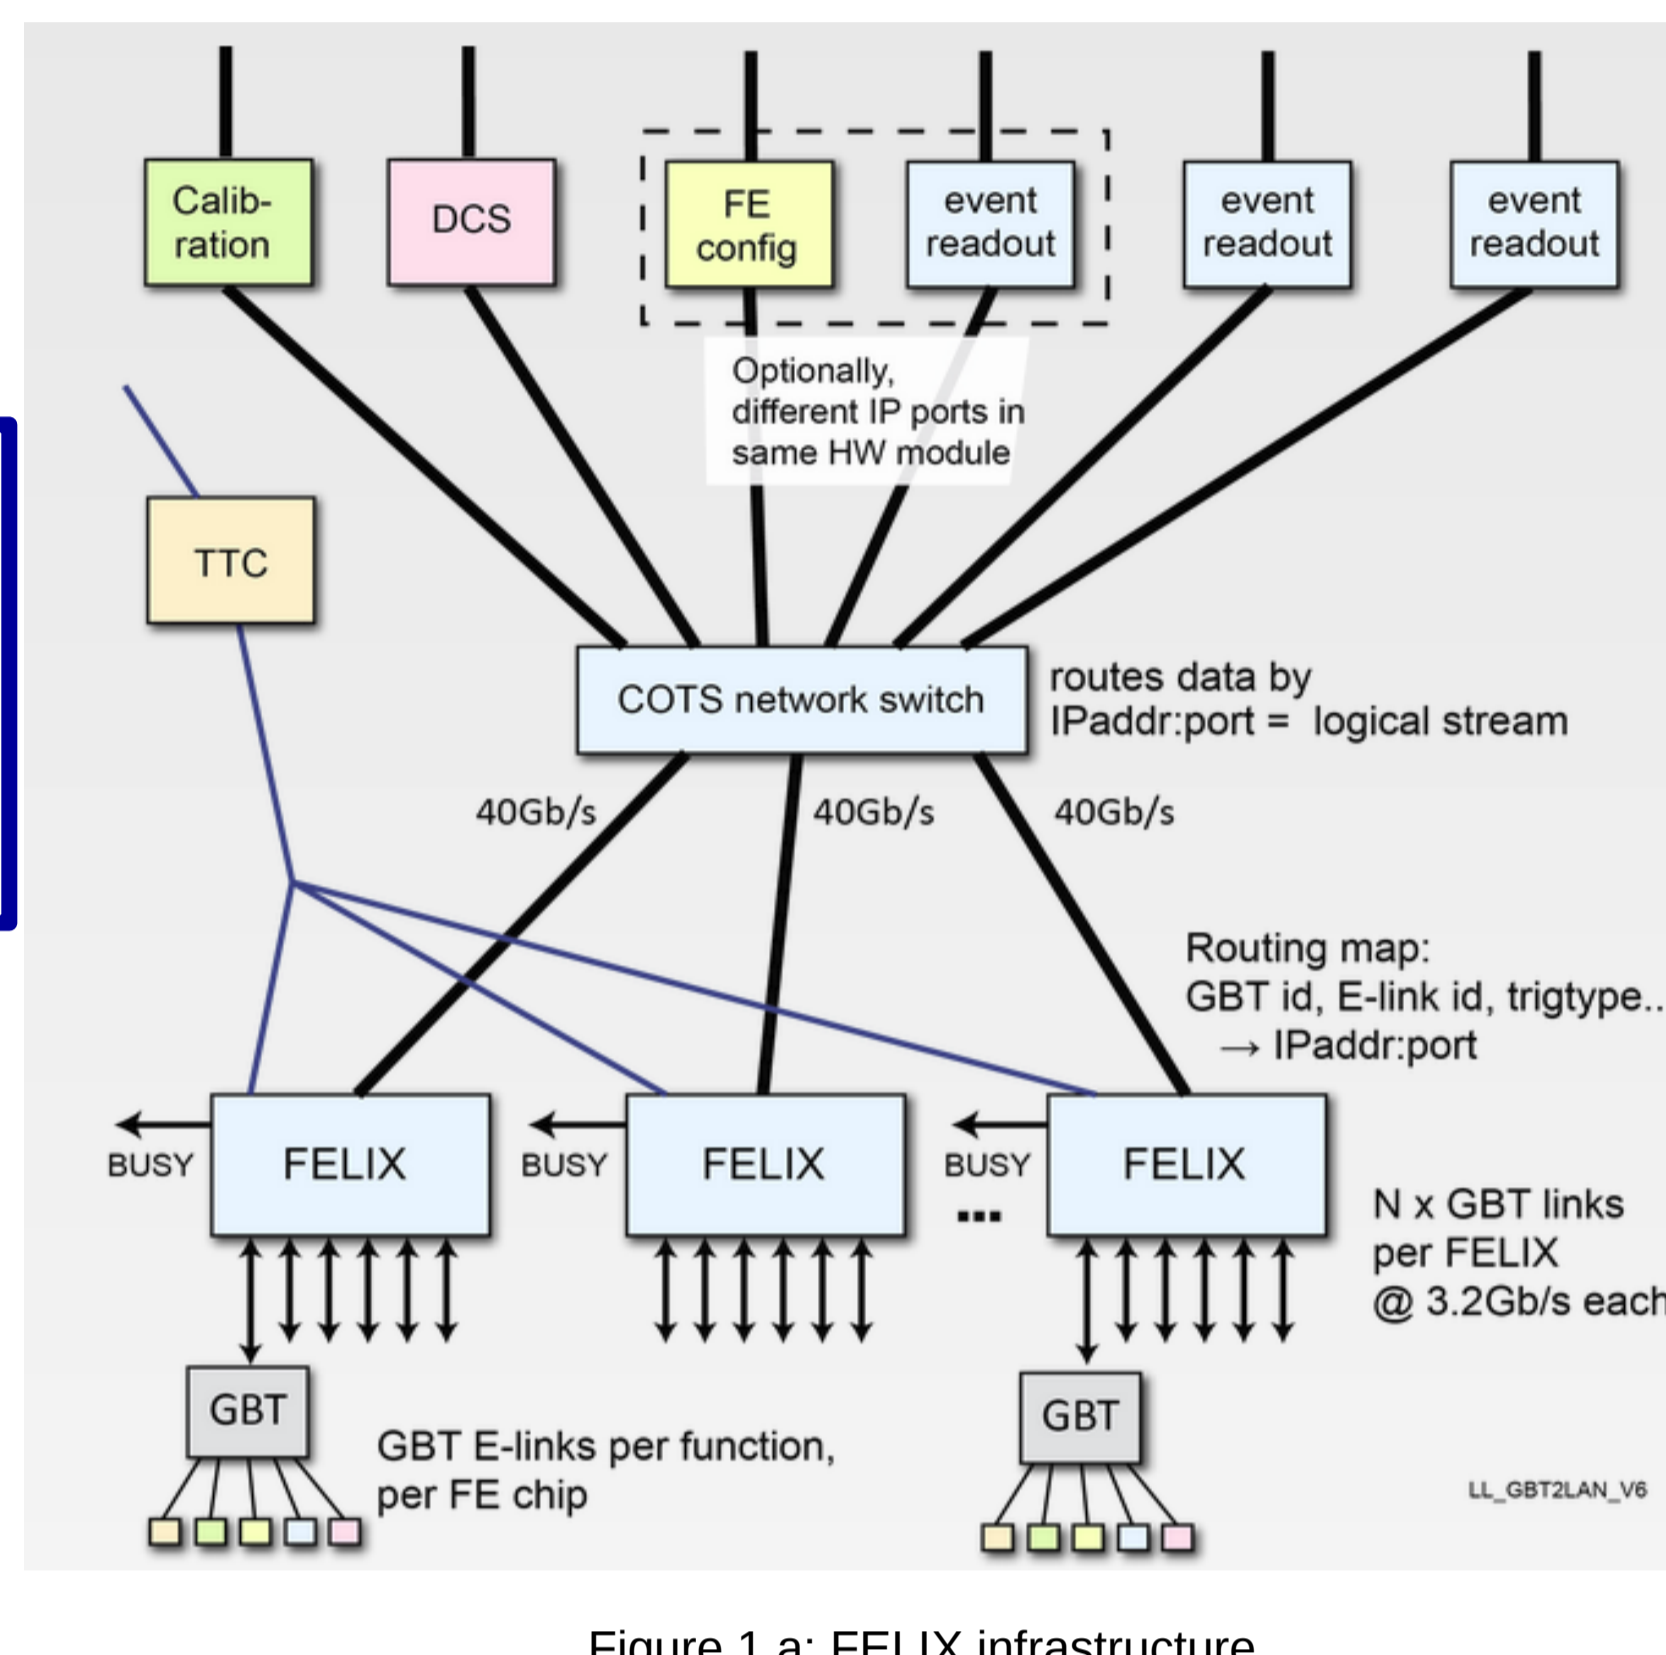 Calib-
ration
DCS
FE
config
event
readout
event
readout
event
readout
Optionally,
different IP ports in
same HW module
TTC
COTS network switch
routes data by
IPaddr:port = logical stream
40Gb/s
40Gb/s
40Gb/s
Routing map:
GBT id, E-link id, trigtype..
→ IPaddr:port
BUSY
FELIX
BUSY
FELIX
BUSY
...
FELIX
N x GBT links
per FELIX
@ 3.2Gb/s each
GBT
GBT E-links per function,
per FE chip
GBT
LL_GBT2LAN_V6
Figure 1.a: FELIX infrastructure